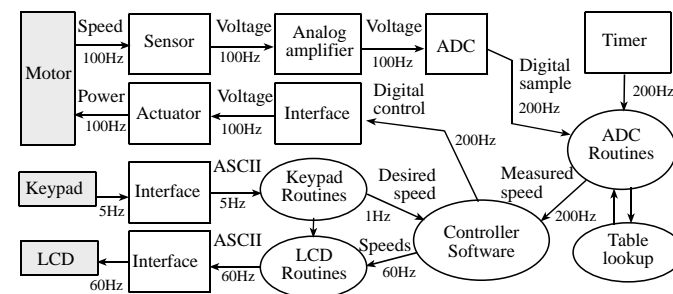 Speed
Voltage
Voltage
Motor
100Hz
Sensor
100Hz
Analog
amplifier
100Hz
ADC
Timer
Digital
sample
200Hz
200Hz
Power
100Hz
Actuator
Voltage
100Hz
Interface
Digital
control
200Hz
ADC
Routines
Keypad
5Hz
Interface
ASCII
5Hz
Keypad
Routines
Desired
speed
1Hz
Measured
speed
200Hz
Controller
Software
Table
lookup
LCD
60Hz
Interface
ASCII
60Hz
LCD
Routines
Speeds
60Hz